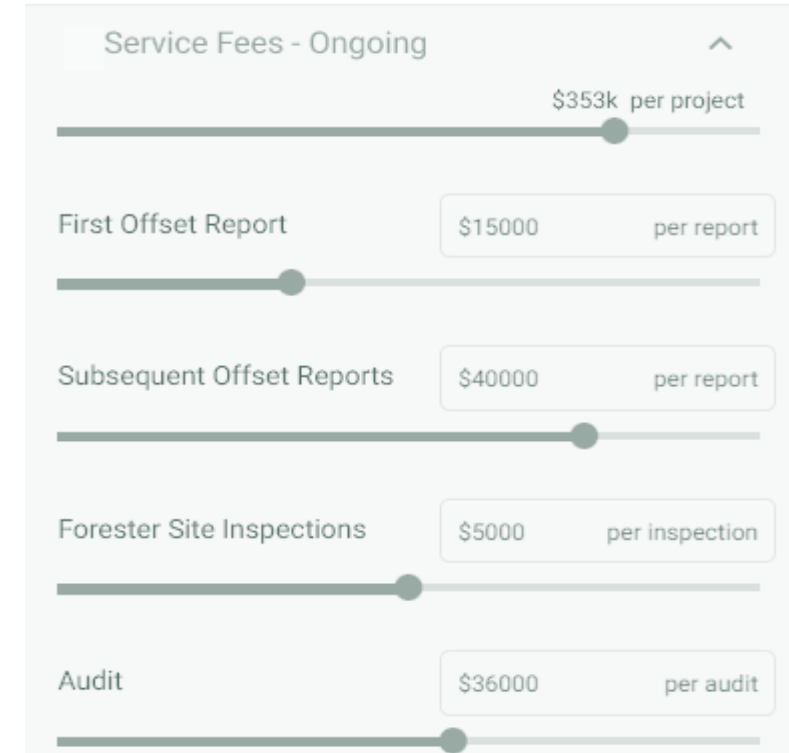 Service Fees - Ongoing
$353k per project
First Offset Report $15000 per report
Subsequent Offset Reports $40000 per report
Forester Site Inspections $5000 per inspection
Audit $36000 per audit